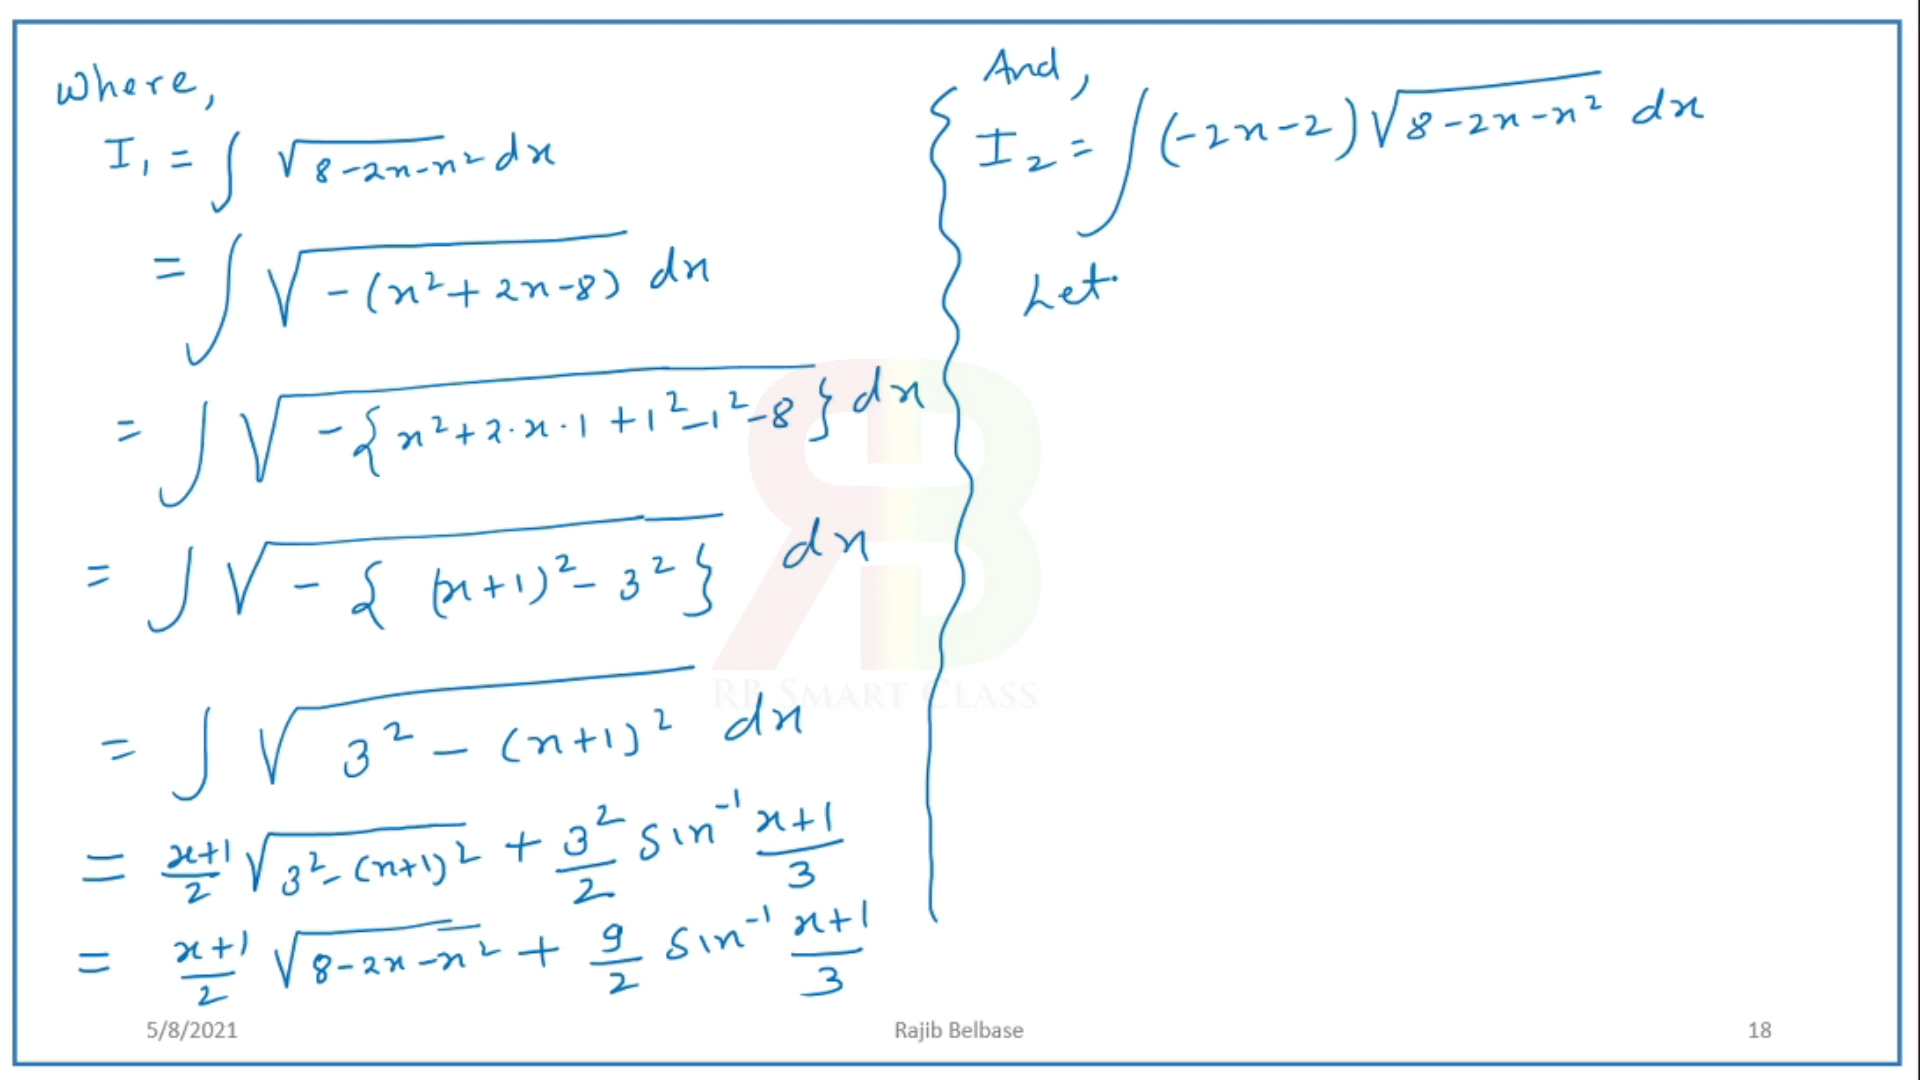 Where,
I₁ = ∫ √(8-2x-x²) dx
= ∫ √(-(x²+2x-8)) dx
= ∫ √(-{x²+2·x·1+1²-1²-8}) dx
= ∫ √(-{(x+1)²-3²}) dx
= ∫ √(3²-(x+1)²) dx
= (x+1)/2 √(3²-(x+1)²) + 3²/2 sin⁻¹ (x+1)/3
= (x+1)/2 √(8-2x-x²) + 9/2 sin⁻¹ (x+1)/3
And,
I₂ = ∫ (-2x-2) √(8-2x-x²) dx
Let
RB SMART CLASS
5/8/2021
Rajib Belbase
18